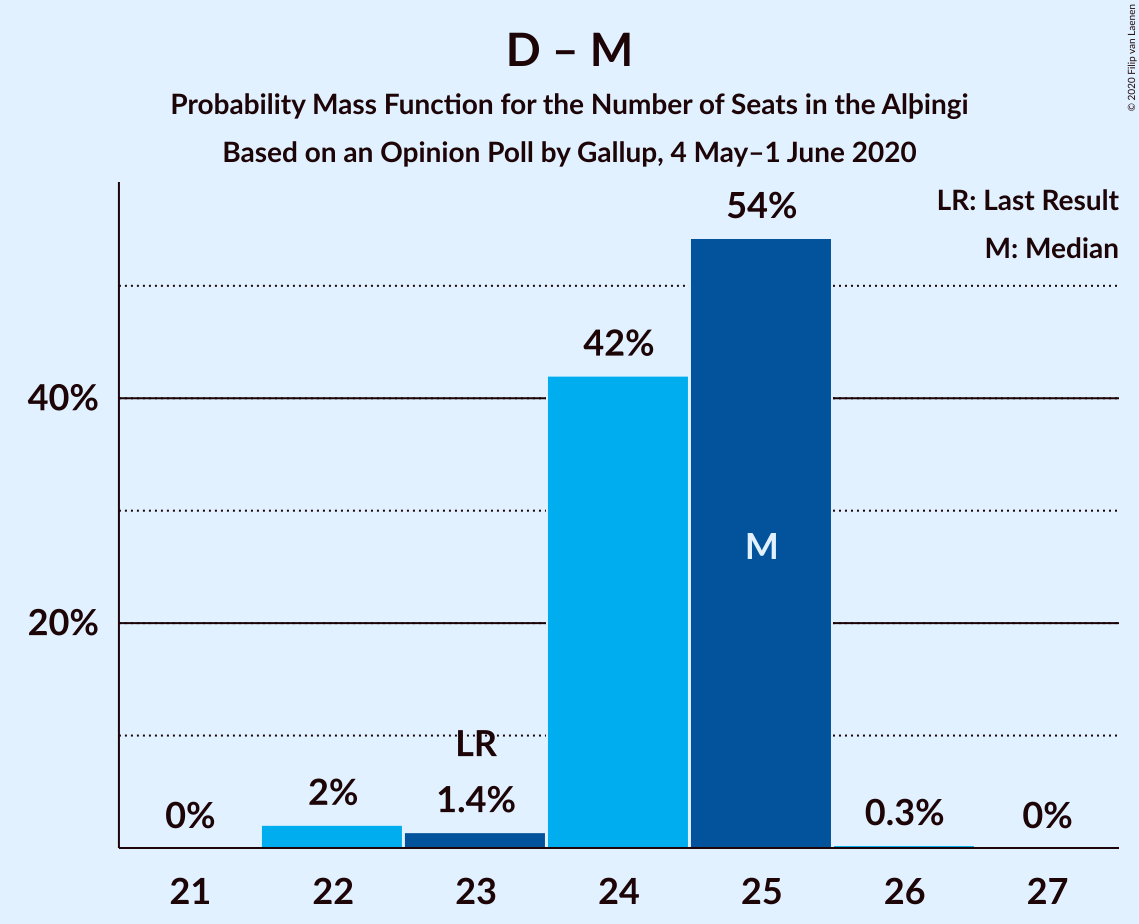 D – M
Probability Mass Function for the Number of Seats in the Alþingi
Based on an Opinion Poll by Gallup, 4 May–1 June 2020
© 2020 Filip van Laenen
LR: Last Result
M: Median
54%
42%
40%
M
20%
LR
0%
2%
1.4%
0.3%
0%
21
22
23
24
25
26
27